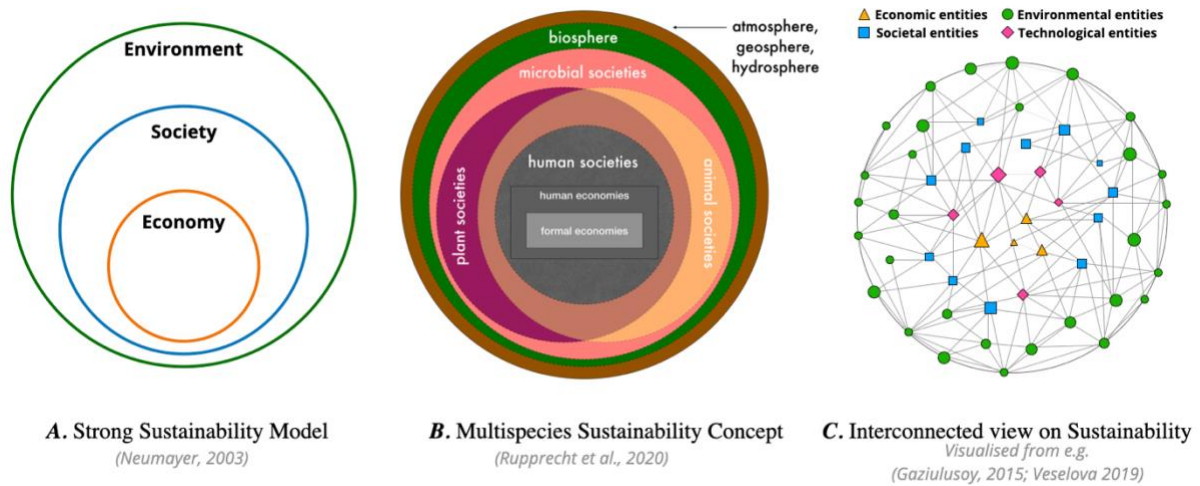 Environment
Society
Economy
A. Strong Sustainability Model
(Neumayer, 2003)
atmosphere,
geosphere,
hydrosphere
biosphere
microbial societies
plant societies
animal societies
human societies
human economies
formal economies
B. Multispecies Sustainability Concept
(Rupprecht et al., 2020)
Economic entities
Environmental entities
Societal entities
Technological entities
C. Interconnected view on Sustainability
Visualised from e.g.
(Gaziulusoy, 2015; Veselova 2019)